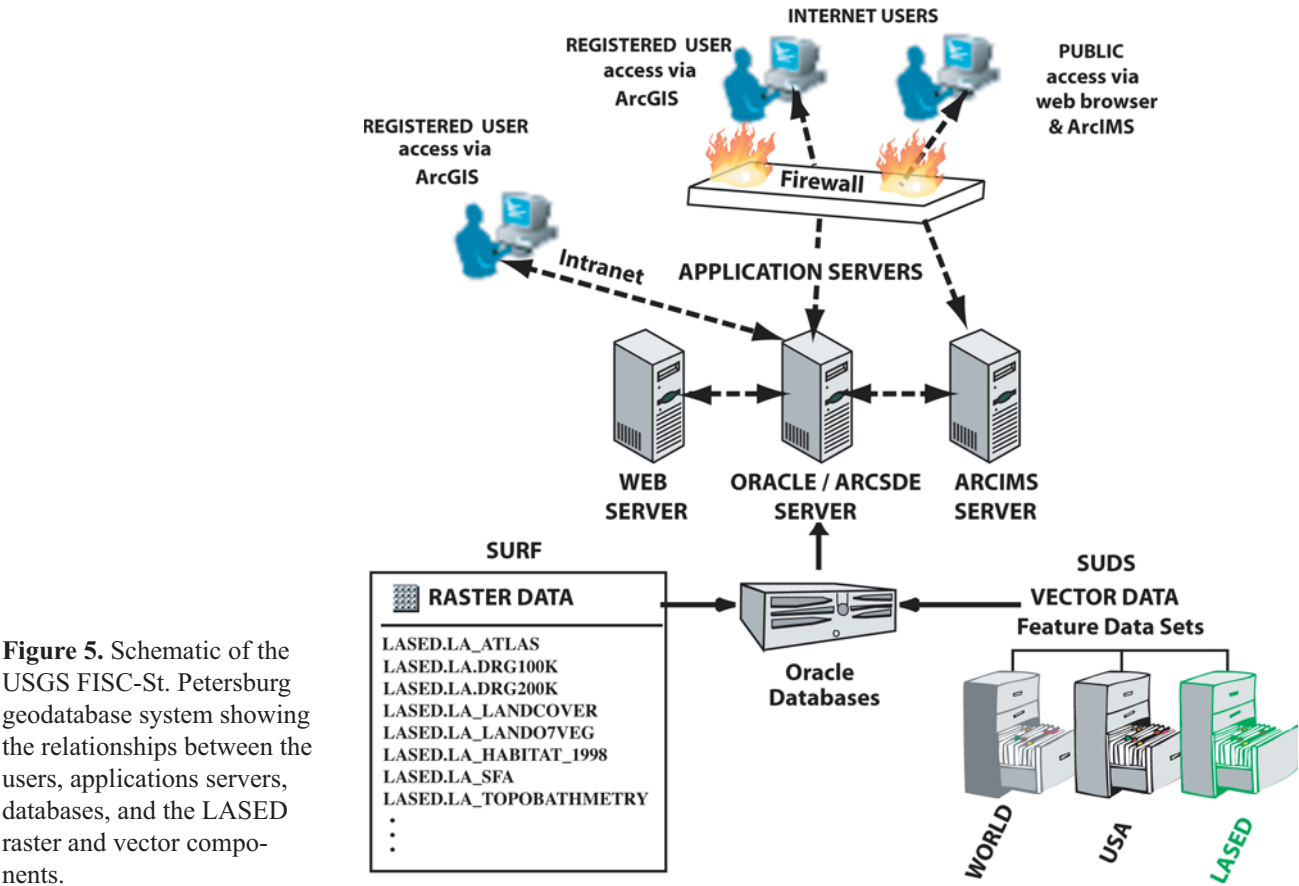 INTERNET USERS
REGISTERED USER
access via
ArcGIS
PUBLIC
access via
web browser
& ArcIMS
REGISTERED USER
access via
ArcGIS
Firewall
Intranet
APPLICATION SERVERS
WEB
SERVER
ORACLE / ARCSDE
SERVER
ARCIMS
SERVER
SURF
RASTER DATA
LASED.LA_ATLAS
LASED.LA.DRG100K
LASED.LA.DRG200K
LASED.LA_LANDCOVER
LASED.LA_LANDO7VEG
LASED.LA_HABITAT_1998
LASED.LA_SFA
LASED.LA_TOPOBATHMETRY
Oracle
Databases
SUDS
VECTOR DATA
Feature Data Sets
WORLD
USA
LASED
Figure 5. Schematic of the
USGS FISC-St. Petersburg
geodatabase system showing
the relationships between the
users, applications servers,
databases, and the LASED
raster and vector compo-
nents.